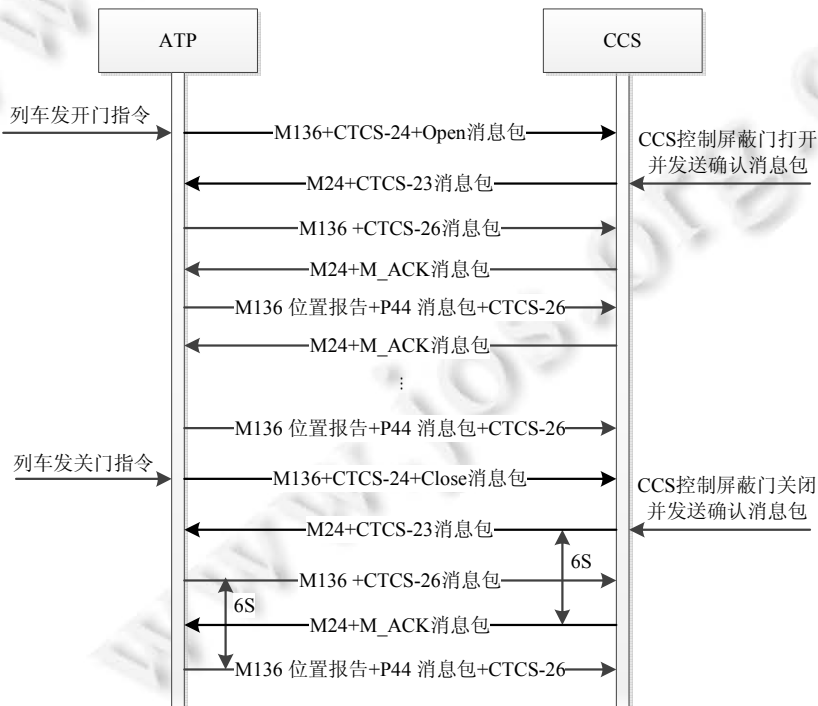 ATP
CCS
列车发开门指令
M136+CTCS-24+Open消息包
CCS控制屏蔽门打开
并发送确认消息包
M24+CTCS-23消息包
M136 +CTCS-26消息包
M24+M_ACK消息包
M136 位置报告+P44 消息包+CTCS-26
M24+M_ACK消息包
⋮
M136 位置报告+P44 消息包+CTCS-26
列车发关门指令
M136+CTCS-24+Close消息包
CCS控制屏蔽门关闭
并发送确认消息包
M24+CTCS-23消息包
6S
M136 +CTCS-26消息包
6S
M24+M_ACK消息包
M136 位置报告+P44 消息包+CTCS-26
www.jos.org.c